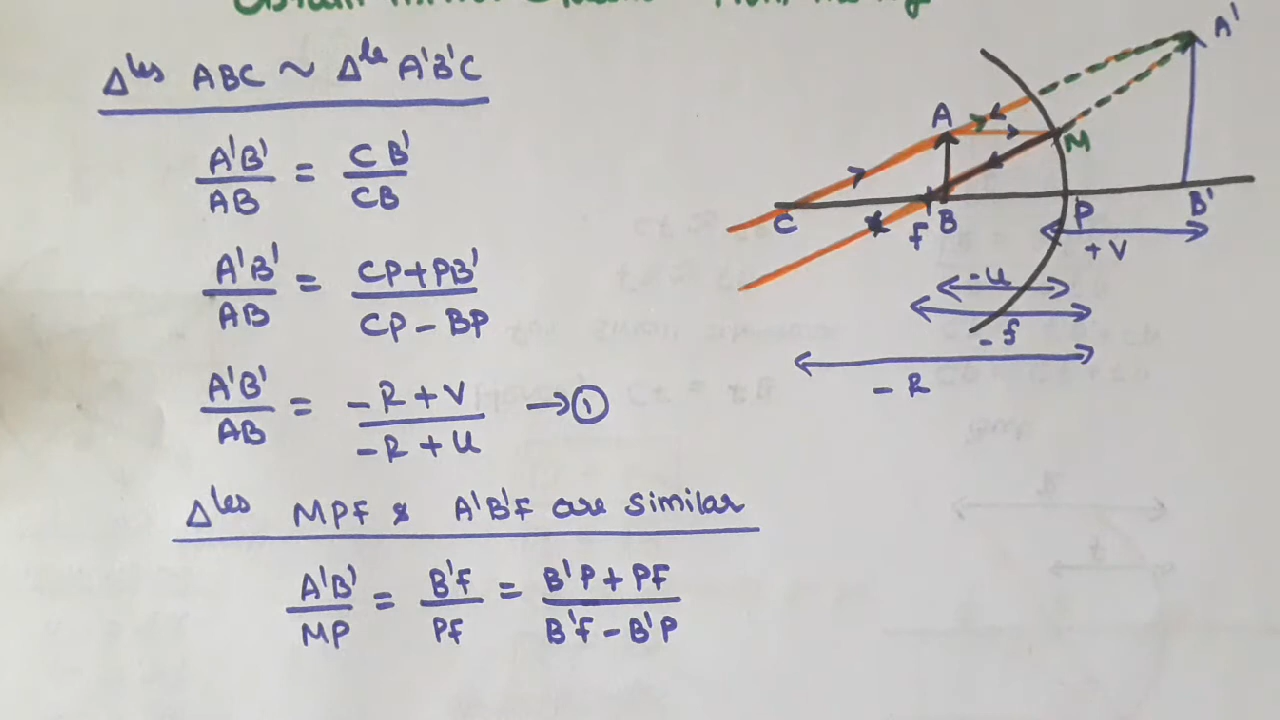 Δles ABC ~ Δle A'B'C
A'B'/AB = CB'/CB
A'B'/AB = CP+PB'/CP-BP
A'B'/AB = -R+V/-R+u →①
Δles MPF & A'B'F are similar
A'B'/MP = B'F/PF = B'P+PF/B'F-B'P
A'
A
M
C
F
B
P
B'
+V
-u
-f
-R